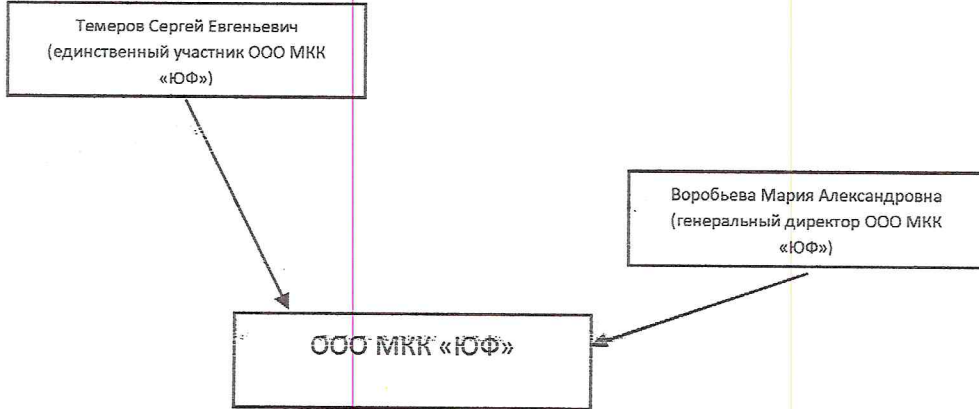 Темеров Сергей Евгеньевич
(единственный участник ООО МКК
«ЮФ»)
Воробьева Мария Александровна
(генеральный директор ООО МКК
«ЮФ»)
ООО МКК «ЮФ»